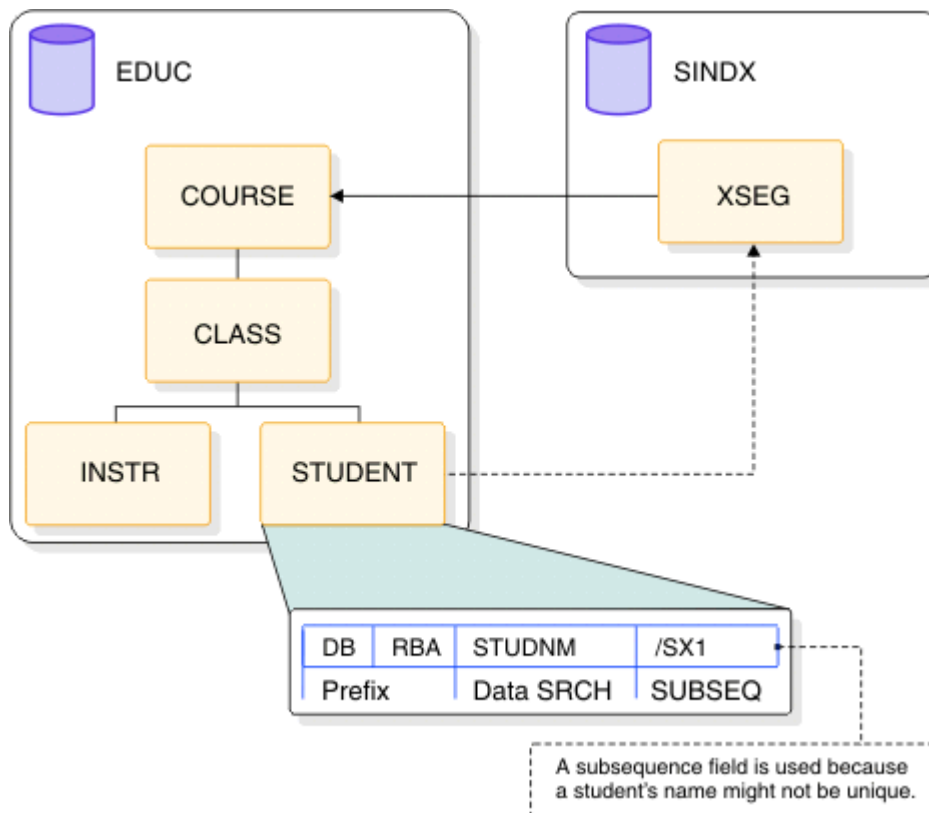 EDUC
SINDX
COURSE
XSEG
CLASS
INSTR
STUDENT
DB RBA STUDNM /SX1
Prefix Data SRCH SUBSEQ
A subsequence field is used because
a student's name might not be unique.